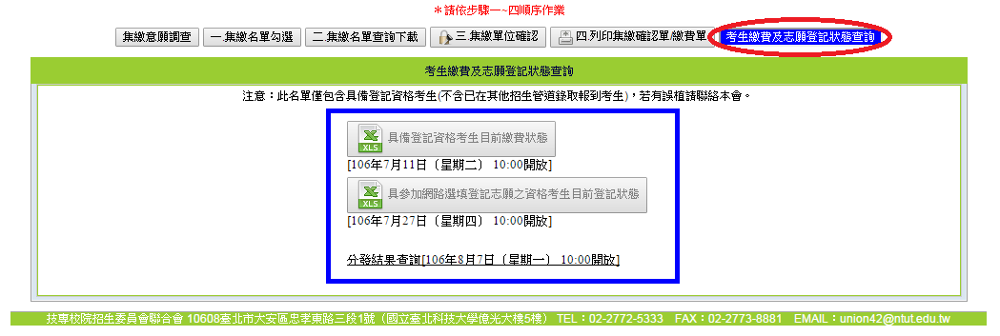 ＊請依步驟一~四順序作業
集繳意願調查 一.集繳名單勾選 二.集繳名單查詢下載 三.集繳單位確認 四.列印集繳確認單/繳費單 考生繳費及志願登記狀態查詢
考生繳費及志願登記狀態查詢
注意：此名單僅包含具備登記資格考生(不含已在其他招生管道錄取報到考生)，若有誤植請聯絡本會。
XLS 具備登記資格考生目前繳費狀態
[106年7月11日〔星期二〕 10:00開放]
XLS 具參加網路選填登記志願之資格考生目前登記狀態
[106年7月27日〔星期四〕 10:00開放]
分發結果查詢[106年8月7日〔星期一〕 10:00開放]
技專校院招生委員會聯合會 10608臺北市大安區忠孝東路三段1號（國立臺北科技大學億光大樓5樓） TEL：02-2772-5333 FAX：02-2773-8881 EMAIL：union42@ntut.edu.tw